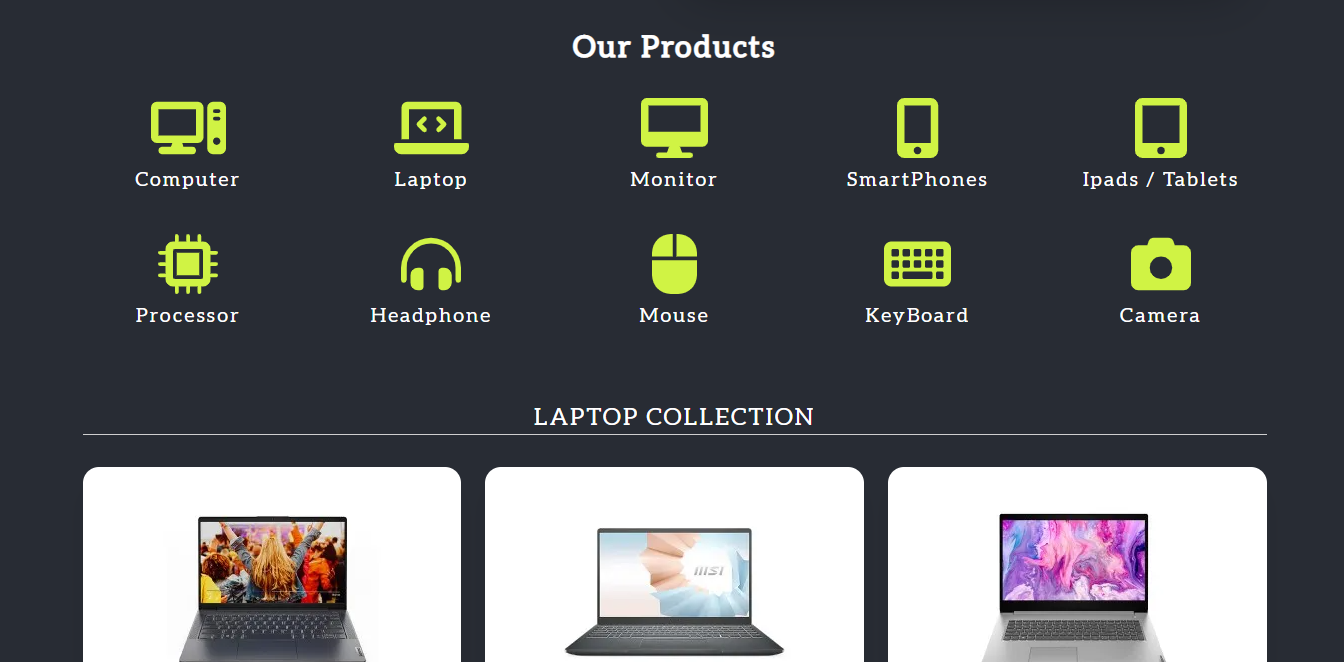 Our Products
Computer
Laptop
Monitor
SmartPhones
Ipads / Tablets
Processor
Headphone
Mouse
KeyBoard
Camera
LAPTOP COLLECTION
msi